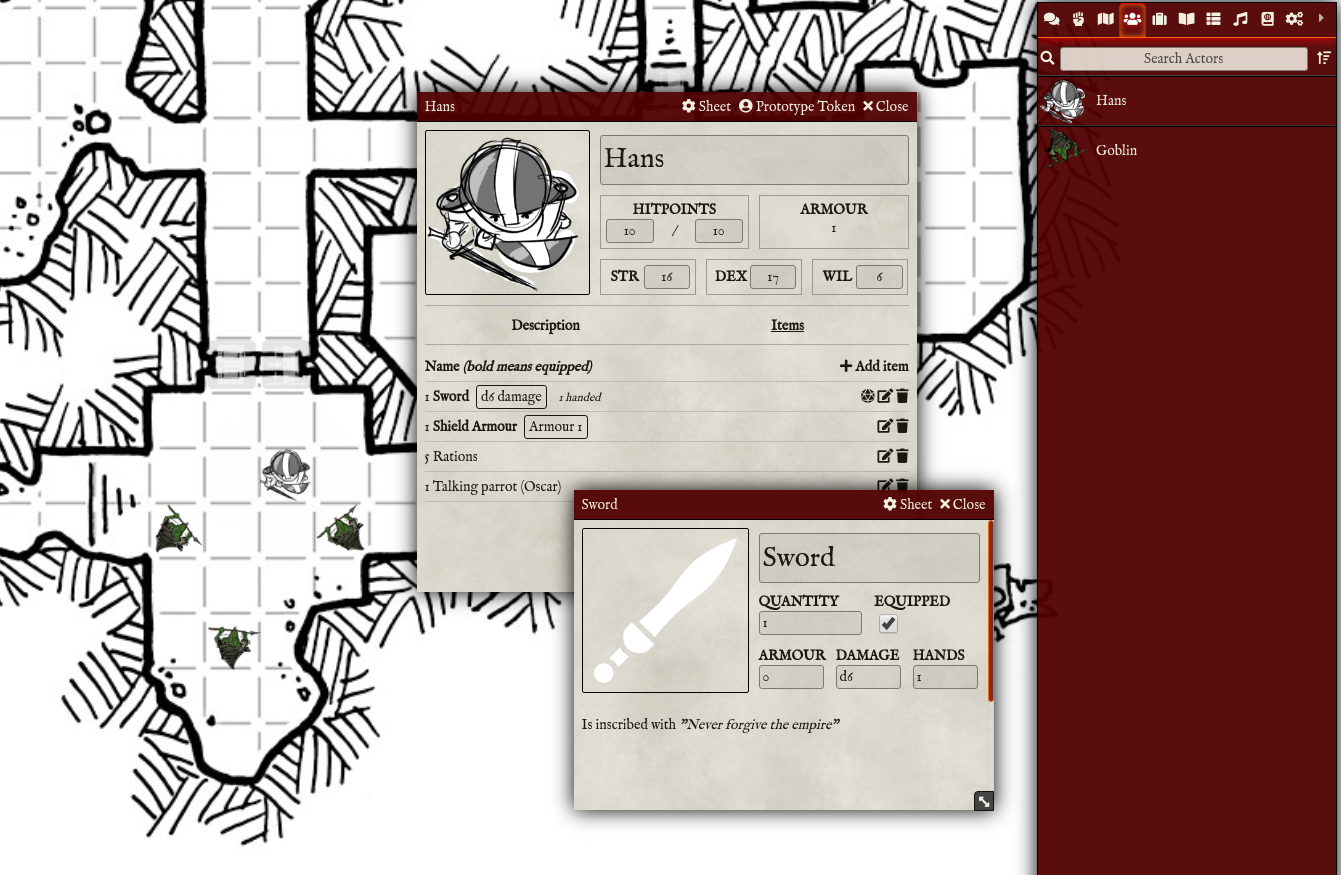 Search Actors
Hans
Goblin
Hans Sheet Prototype Token Close
Hans
HITPOINTS ARMOUR
10 / 10 1
STR 16 DEX 17 WIL 6
Description Items
Name (bold means equipped) Add item
1 Sword d6 damage 1 handed
1 Shield Armour Armour 1
5 Rations
1 Talking parrot (Oscar)
Sword Sheet Close
Sword
QUANTITY EQUIPPED
1
ARMOUR DAMAGE HANDS
0 d6 1
Is inscribed with "Never forgive the empire"